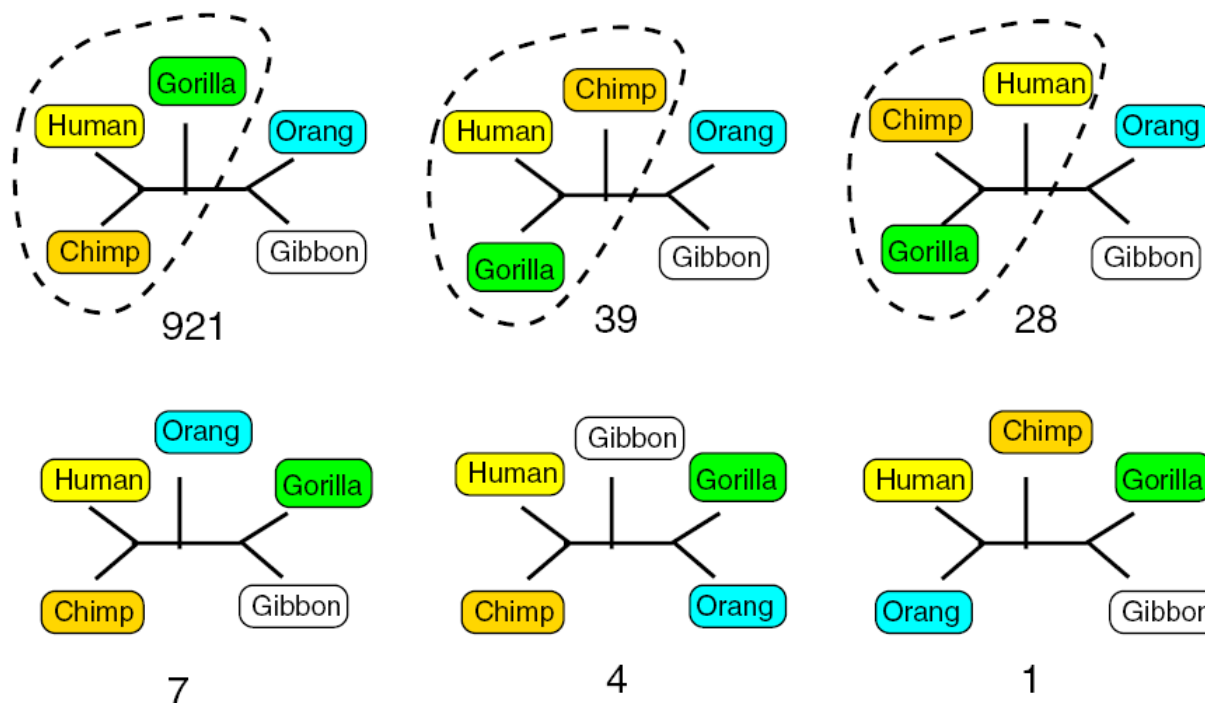 Gorilla
Human
Orang
Chimp
Gibbon
921
Chimp
Human
Orang
Gorilla
Gibbon
39
Human
Chimp
Orang
Gorilla
Gibbon
28
Orang
Human
Gorilla
Chimp
Gibbon
7
Gibbon
Human
Gorilla
Chimp
Orang
4
Chimp
Human
Gorilla
Orang
Gibbon
1